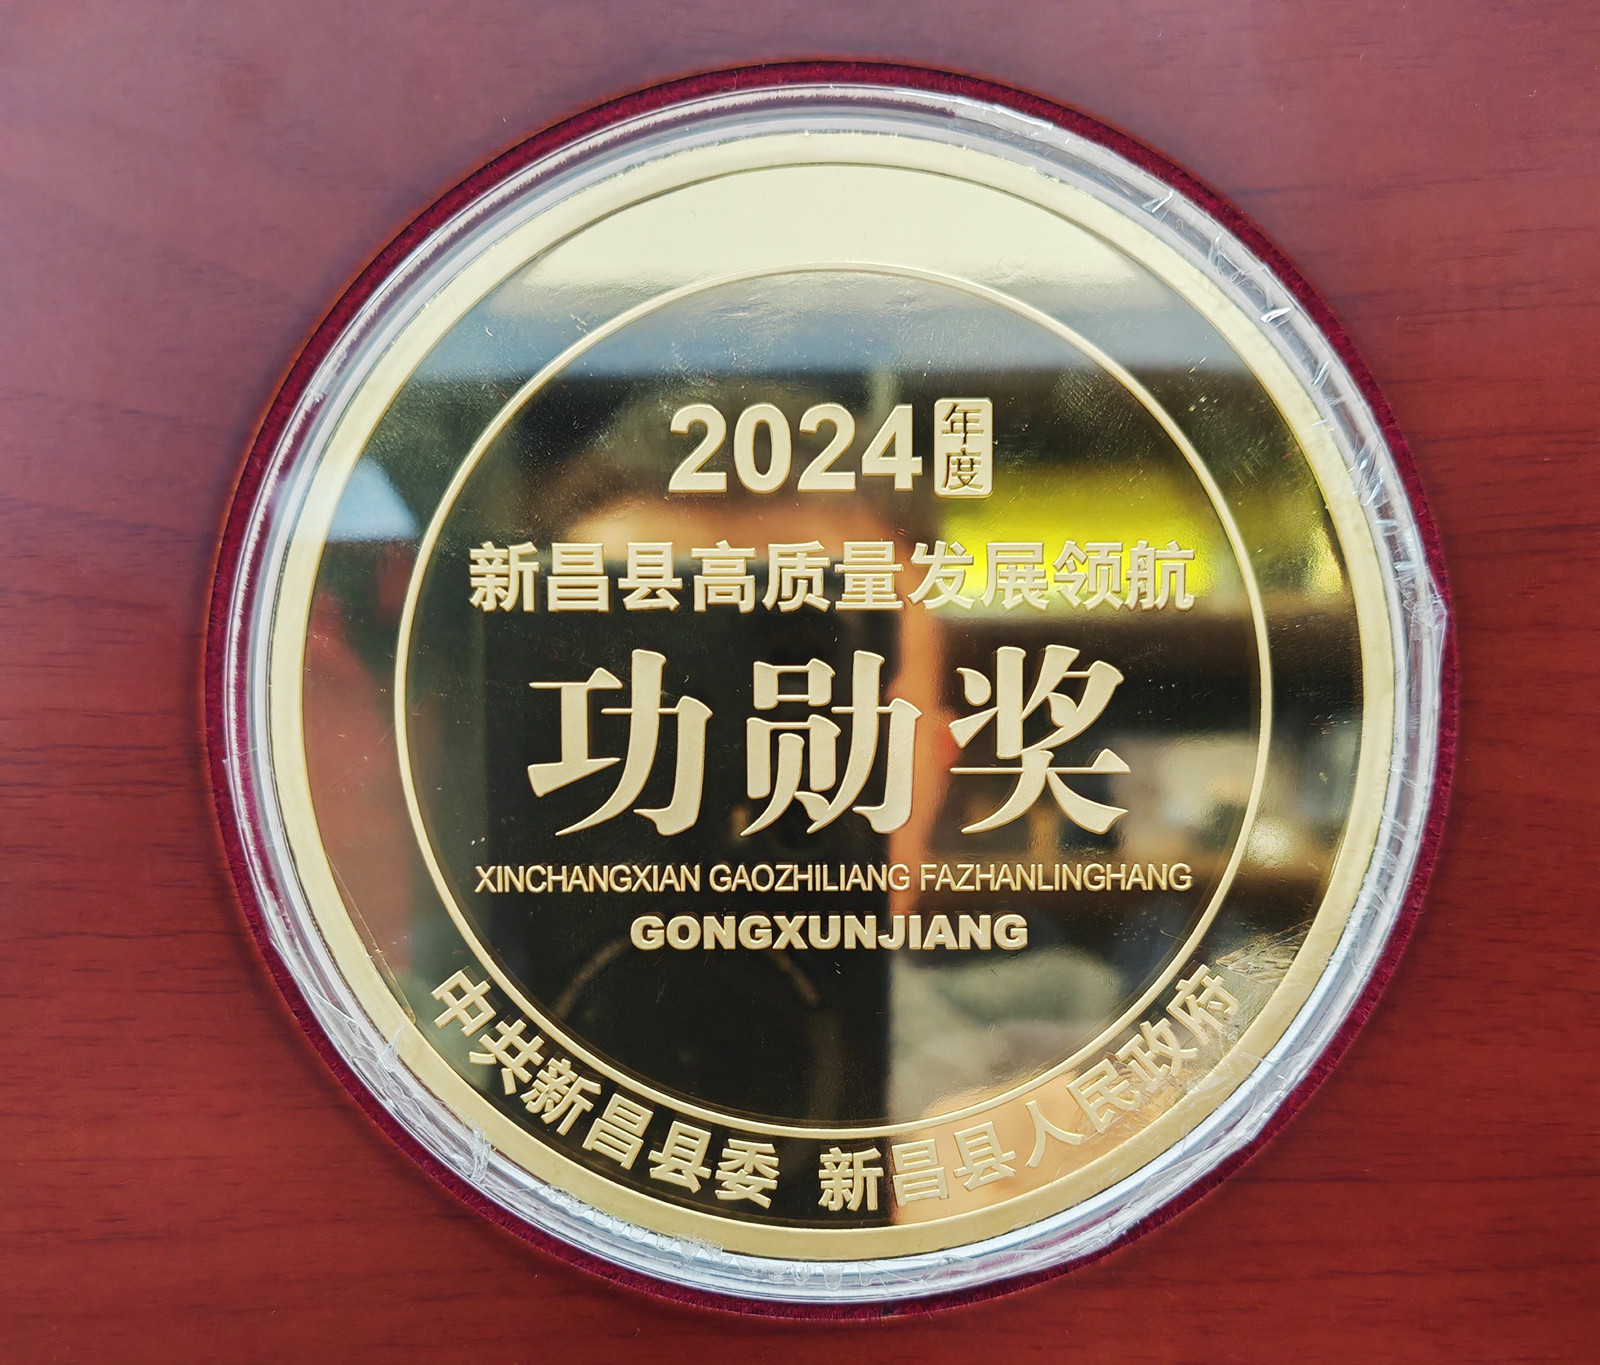 2024年度
新昌县高质量发展领航
功勋奖
XINCHANGXIAN GAOZHILIANG FAZHANLINGHANG
GONGXUNJIANG
中共新昌县委 新昌县人民政府